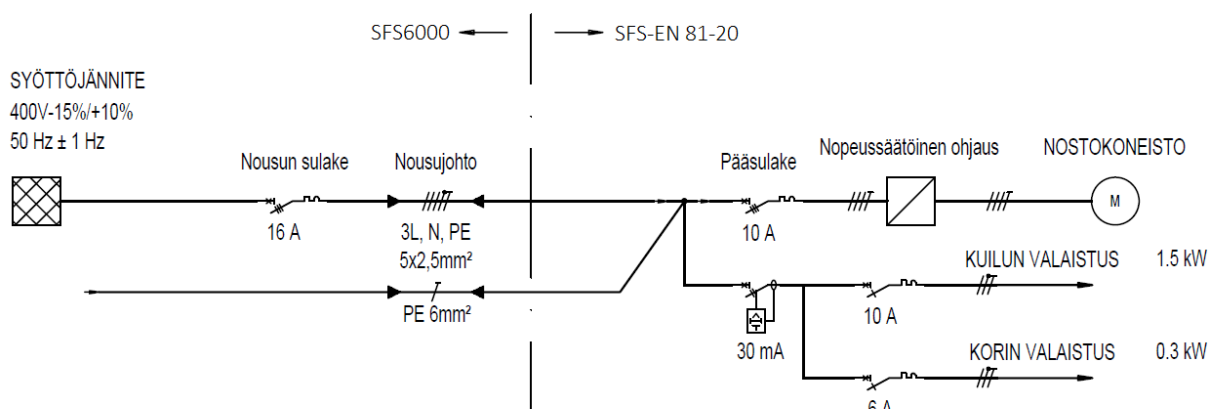 SFS6000
SFS-EN 81-20
SYÖTTÖJÄNNITE
400V-15%/+10%
50 Hz ± 1 Hz
Nousun sulake
Nousujohto
Pääsulake
Nopeussäätöinen ohjaus
NOSTOKONEISTO
M
16 A
3L, N, PE
5x2,5mm²
10 A
KUILUN VALAISTUS
1.5 kW
PE 6mm²
10 A
30 mA
KORIN VALAISTUS
0.3 kW
6 A